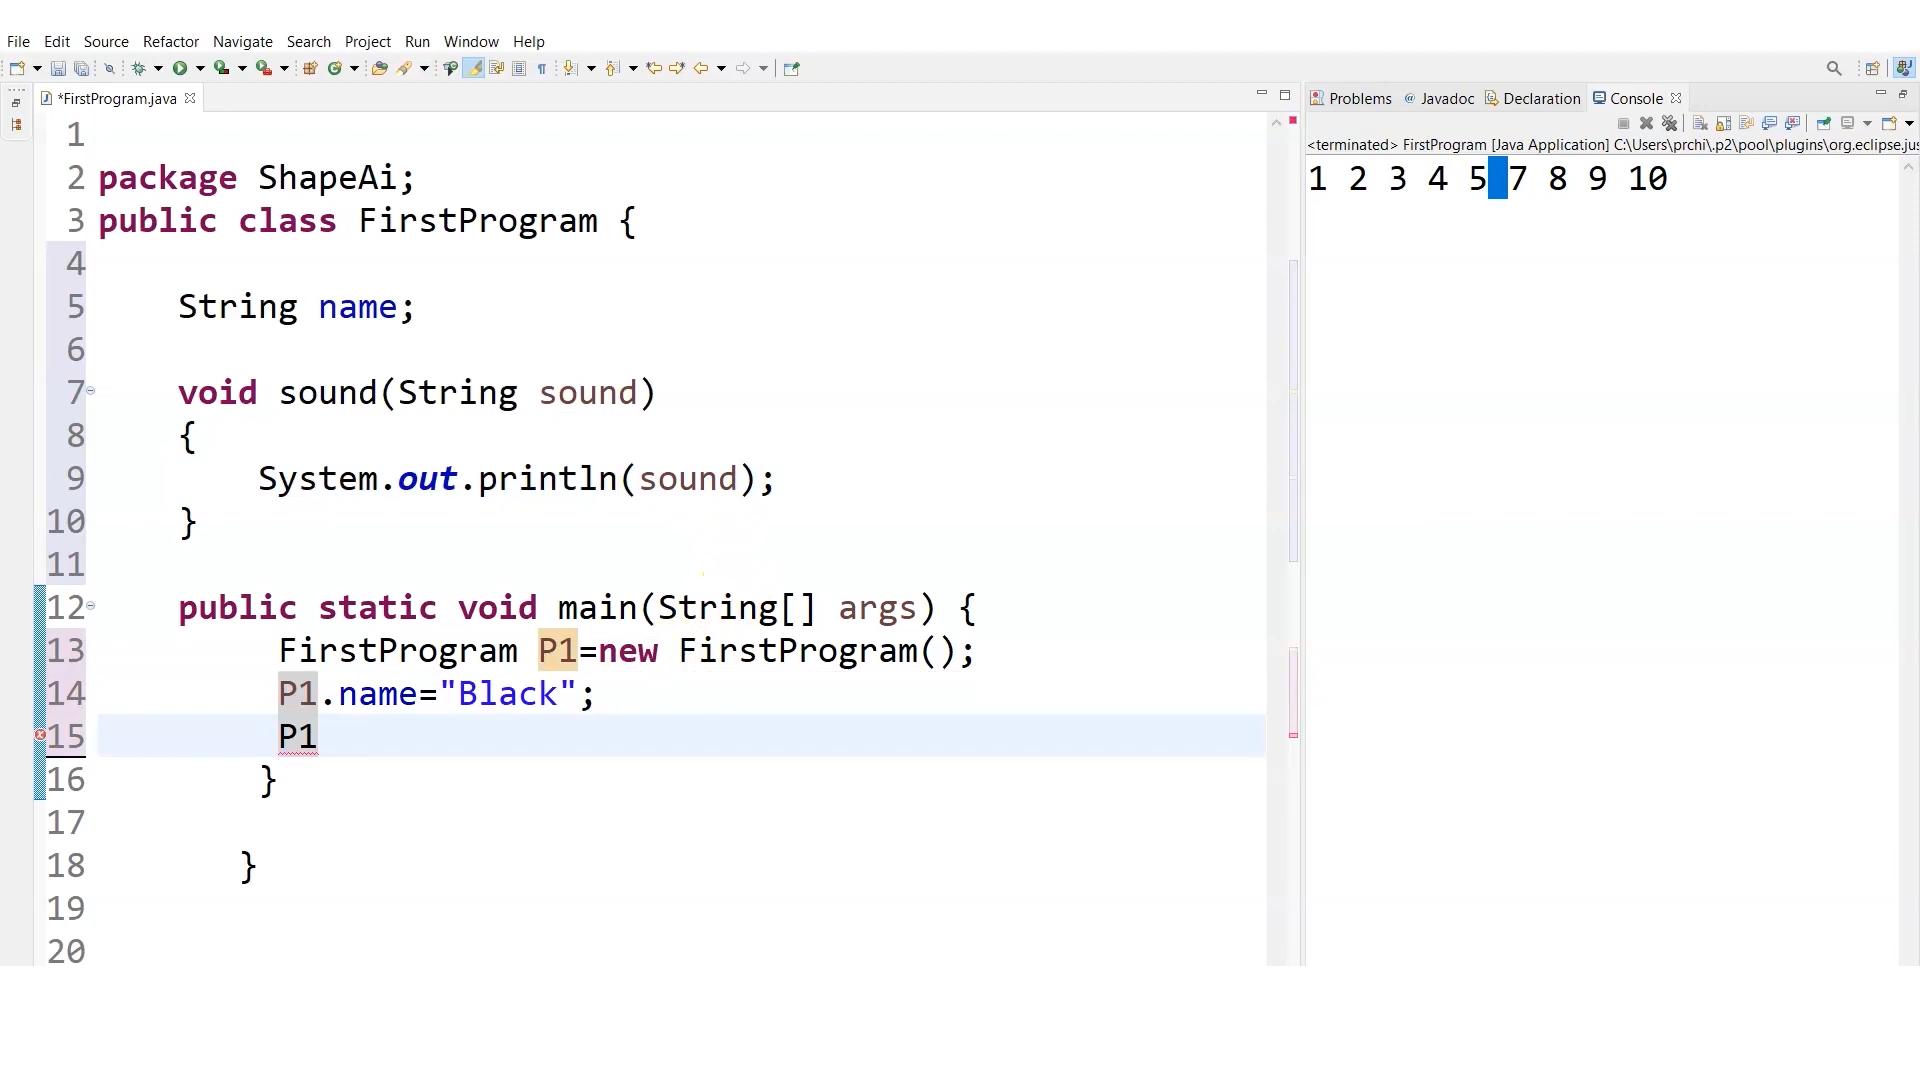 File Edit Source Refactor Navigate Search Project Run Window Help
*FirstProgram.java
1
2 package ShapeAi;
3 public class FirstProgram {
4
5 String name;
6
7 void sound(String sound)
8 {
9 System.out.println(sound);
10 }
11
12 public static void main(String[] args) {
13 FirstProgram P1=new FirstProgram();
14 P1.name="Black";
15 P1
16 }
17
18 }
19
20
Problems @ Javadoc Declaration Console
<terminated> FirstProgram [Java Application] C:\Users\prchi\.p2\pool\plugins\org.eclipse.jus
1 2 3 4 5 7 8 9 10